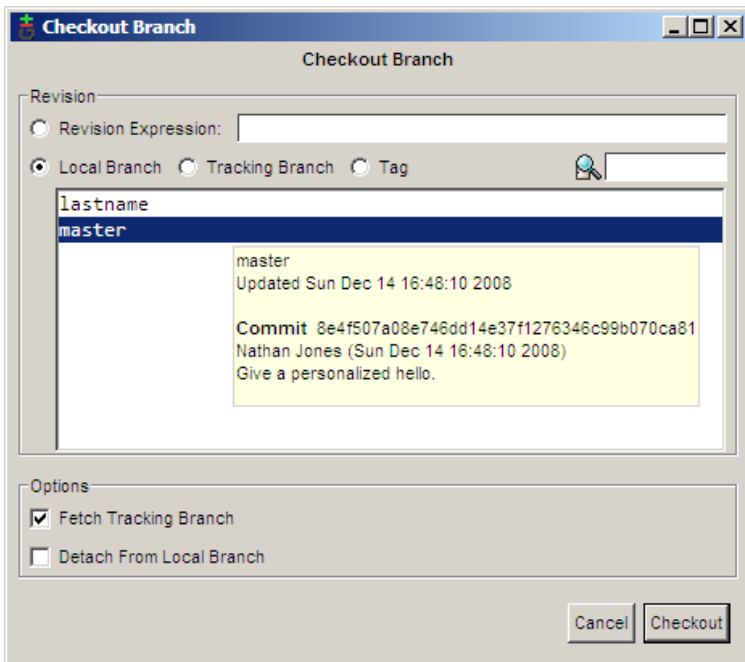 Checkout Branch
Checkout Branch
Revision
Revision Expression:
Local Branch Tracking Branch Tag
lastname
master
master
Updated Sun Dec 14 16:48:10 2008
Commit 8e4f507a08e746dd14e37f1276346c99b070ca81
Nathan Jones (Sun Dec 14 16:48:10 2008)
Give a personalized hello.
Options
Fetch Tracking Branch
Detach From Local Branch
Cancel Checkout